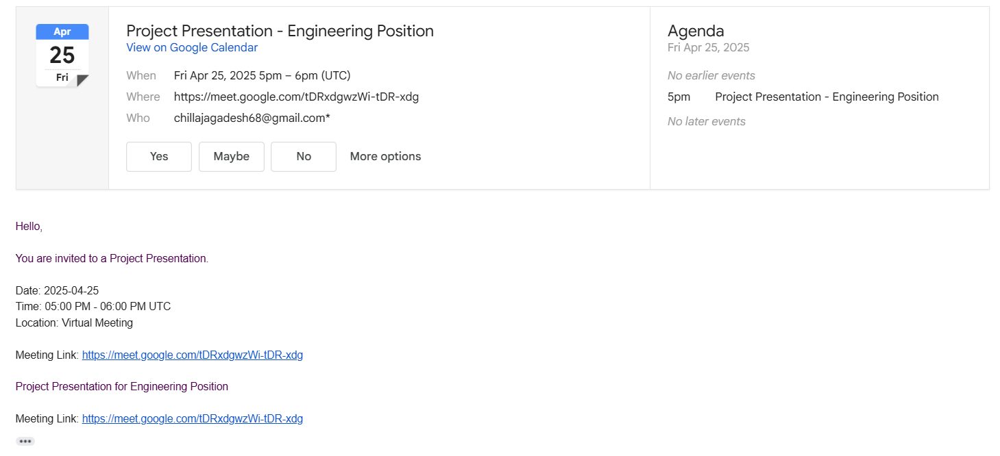 Apr
25
Fri
Project Presentation - Engineering Position
View on Google Calendar
When Fri Apr 25, 2025 5pm – 6pm (UTC)
Where https://meet.google.com/tDRxdgwzWi-tDR-xdg
Who chillajagadesh68@gmail.com*
Yes Maybe No More options
Agenda
Fri Apr 25, 2025
No earlier events
5pm Project Presentation - Engineering Position
No later events
Hello,
You are invited to a Project Presentation.
Date: 2025-04-25
Time: 05:00 PM - 06:00 PM UTC
Location: Virtual Meeting
Meeting Link: https://meet.google.com/tDRxdgwzWi-tDR-xdg
Project Presentation for Engineering Position
Meeting Link: https://meet.google.com/tDRxdgwzWi-tDR-xdg